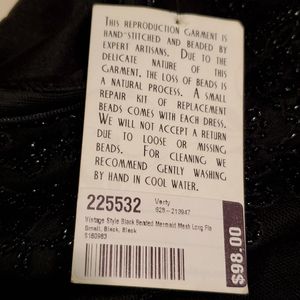 THIS REPRODUCTION GARMENT IS
HAND-STITCHED AND BEADED BY
EXPERT ARTISANS. DUE TO THE
DELICATE NATURE OF THIS
GARMENT, THE LOSS OF BEADS IS
A NATURAL PROCESS. A SMALL
REPAIR KIT OF REPLACEMENT
BEADS COMES WITH EACH DRESS.
WE WILL NOT ACCEPT A RETURN
DUE TO LOOSE OR MISSING
BEADS. FOR CLEANING WE
RECOMMEND GENTLY WASHING
BY HAND IN COOL WATER.
225532
Verty
Vintage Style Black Beaded Mermaid Mesh Long Fla
Small, Black, Black
$98.00